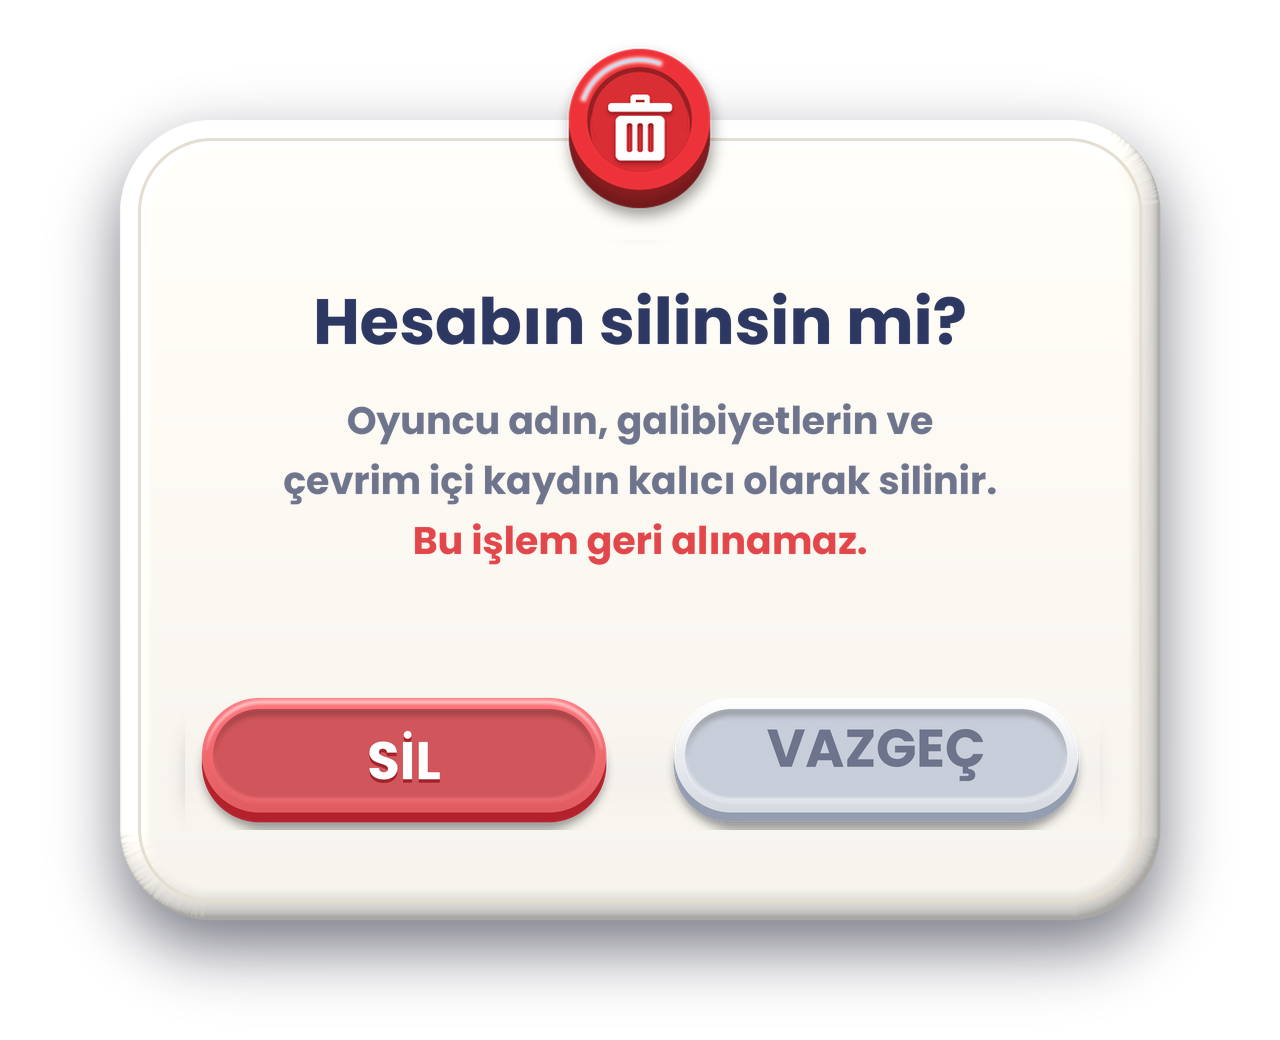 Hesabın silinsin mi?
Oyuncu adın, galibiyetlerin ve
çevrim içi kaydın kalıcı olarak silinir.
Bu işlem geri alınamaz.
SİL
VAZGEÇ